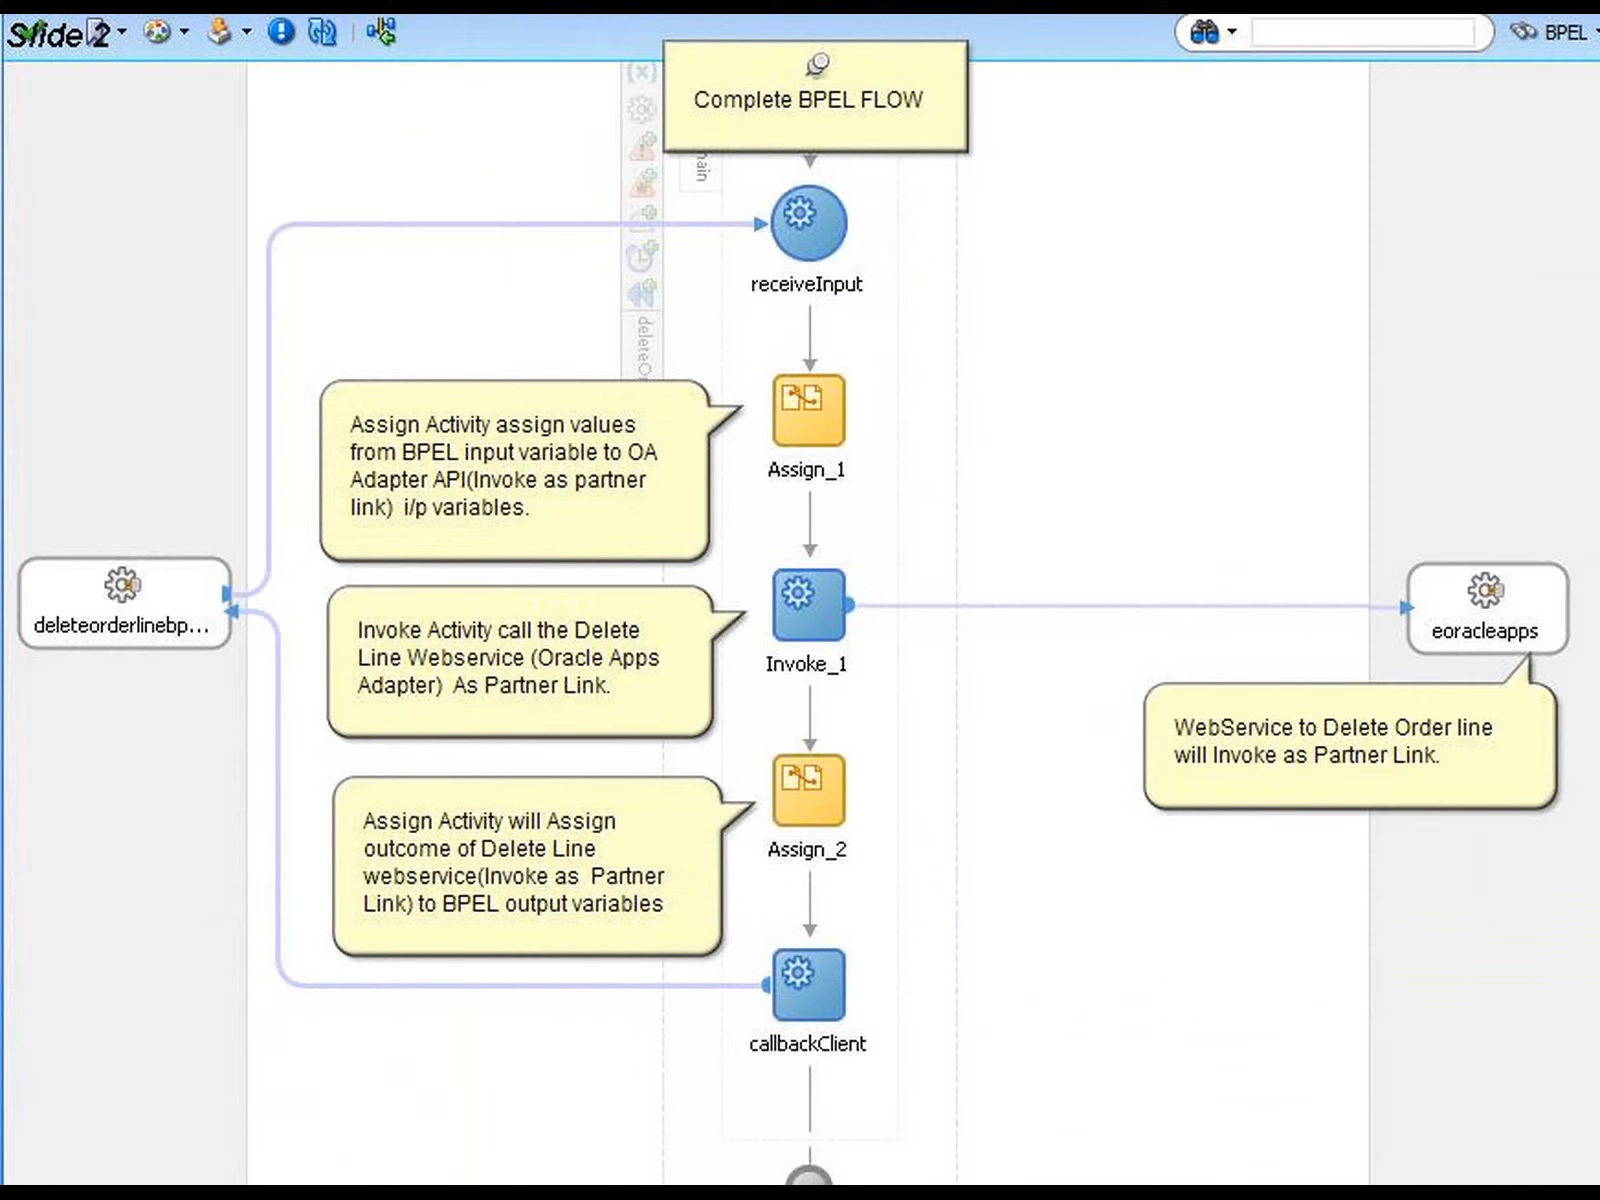 Slide 2
BPEL
Complete BPEL FLOW
receiveInput
deleteOr
Assign Activity assign values
from BPEL input variable to OA
Adapter API(Invoke as partner
link) i/p variables.
Assign_1
deleteorderlinebp...
Invoke Activity call the Delete
Line Webservice (Oracle Apps
Adapter) As Partner Link.
Invoke_1
eoracleapps
WebService to Delete Order line
will Invoke as Partner Link.
Assign Activity will Assign
outcome of Delete Line
webservice(Invoke as Partner
Link) to BPEL output variables
Assign_2
callbackClient